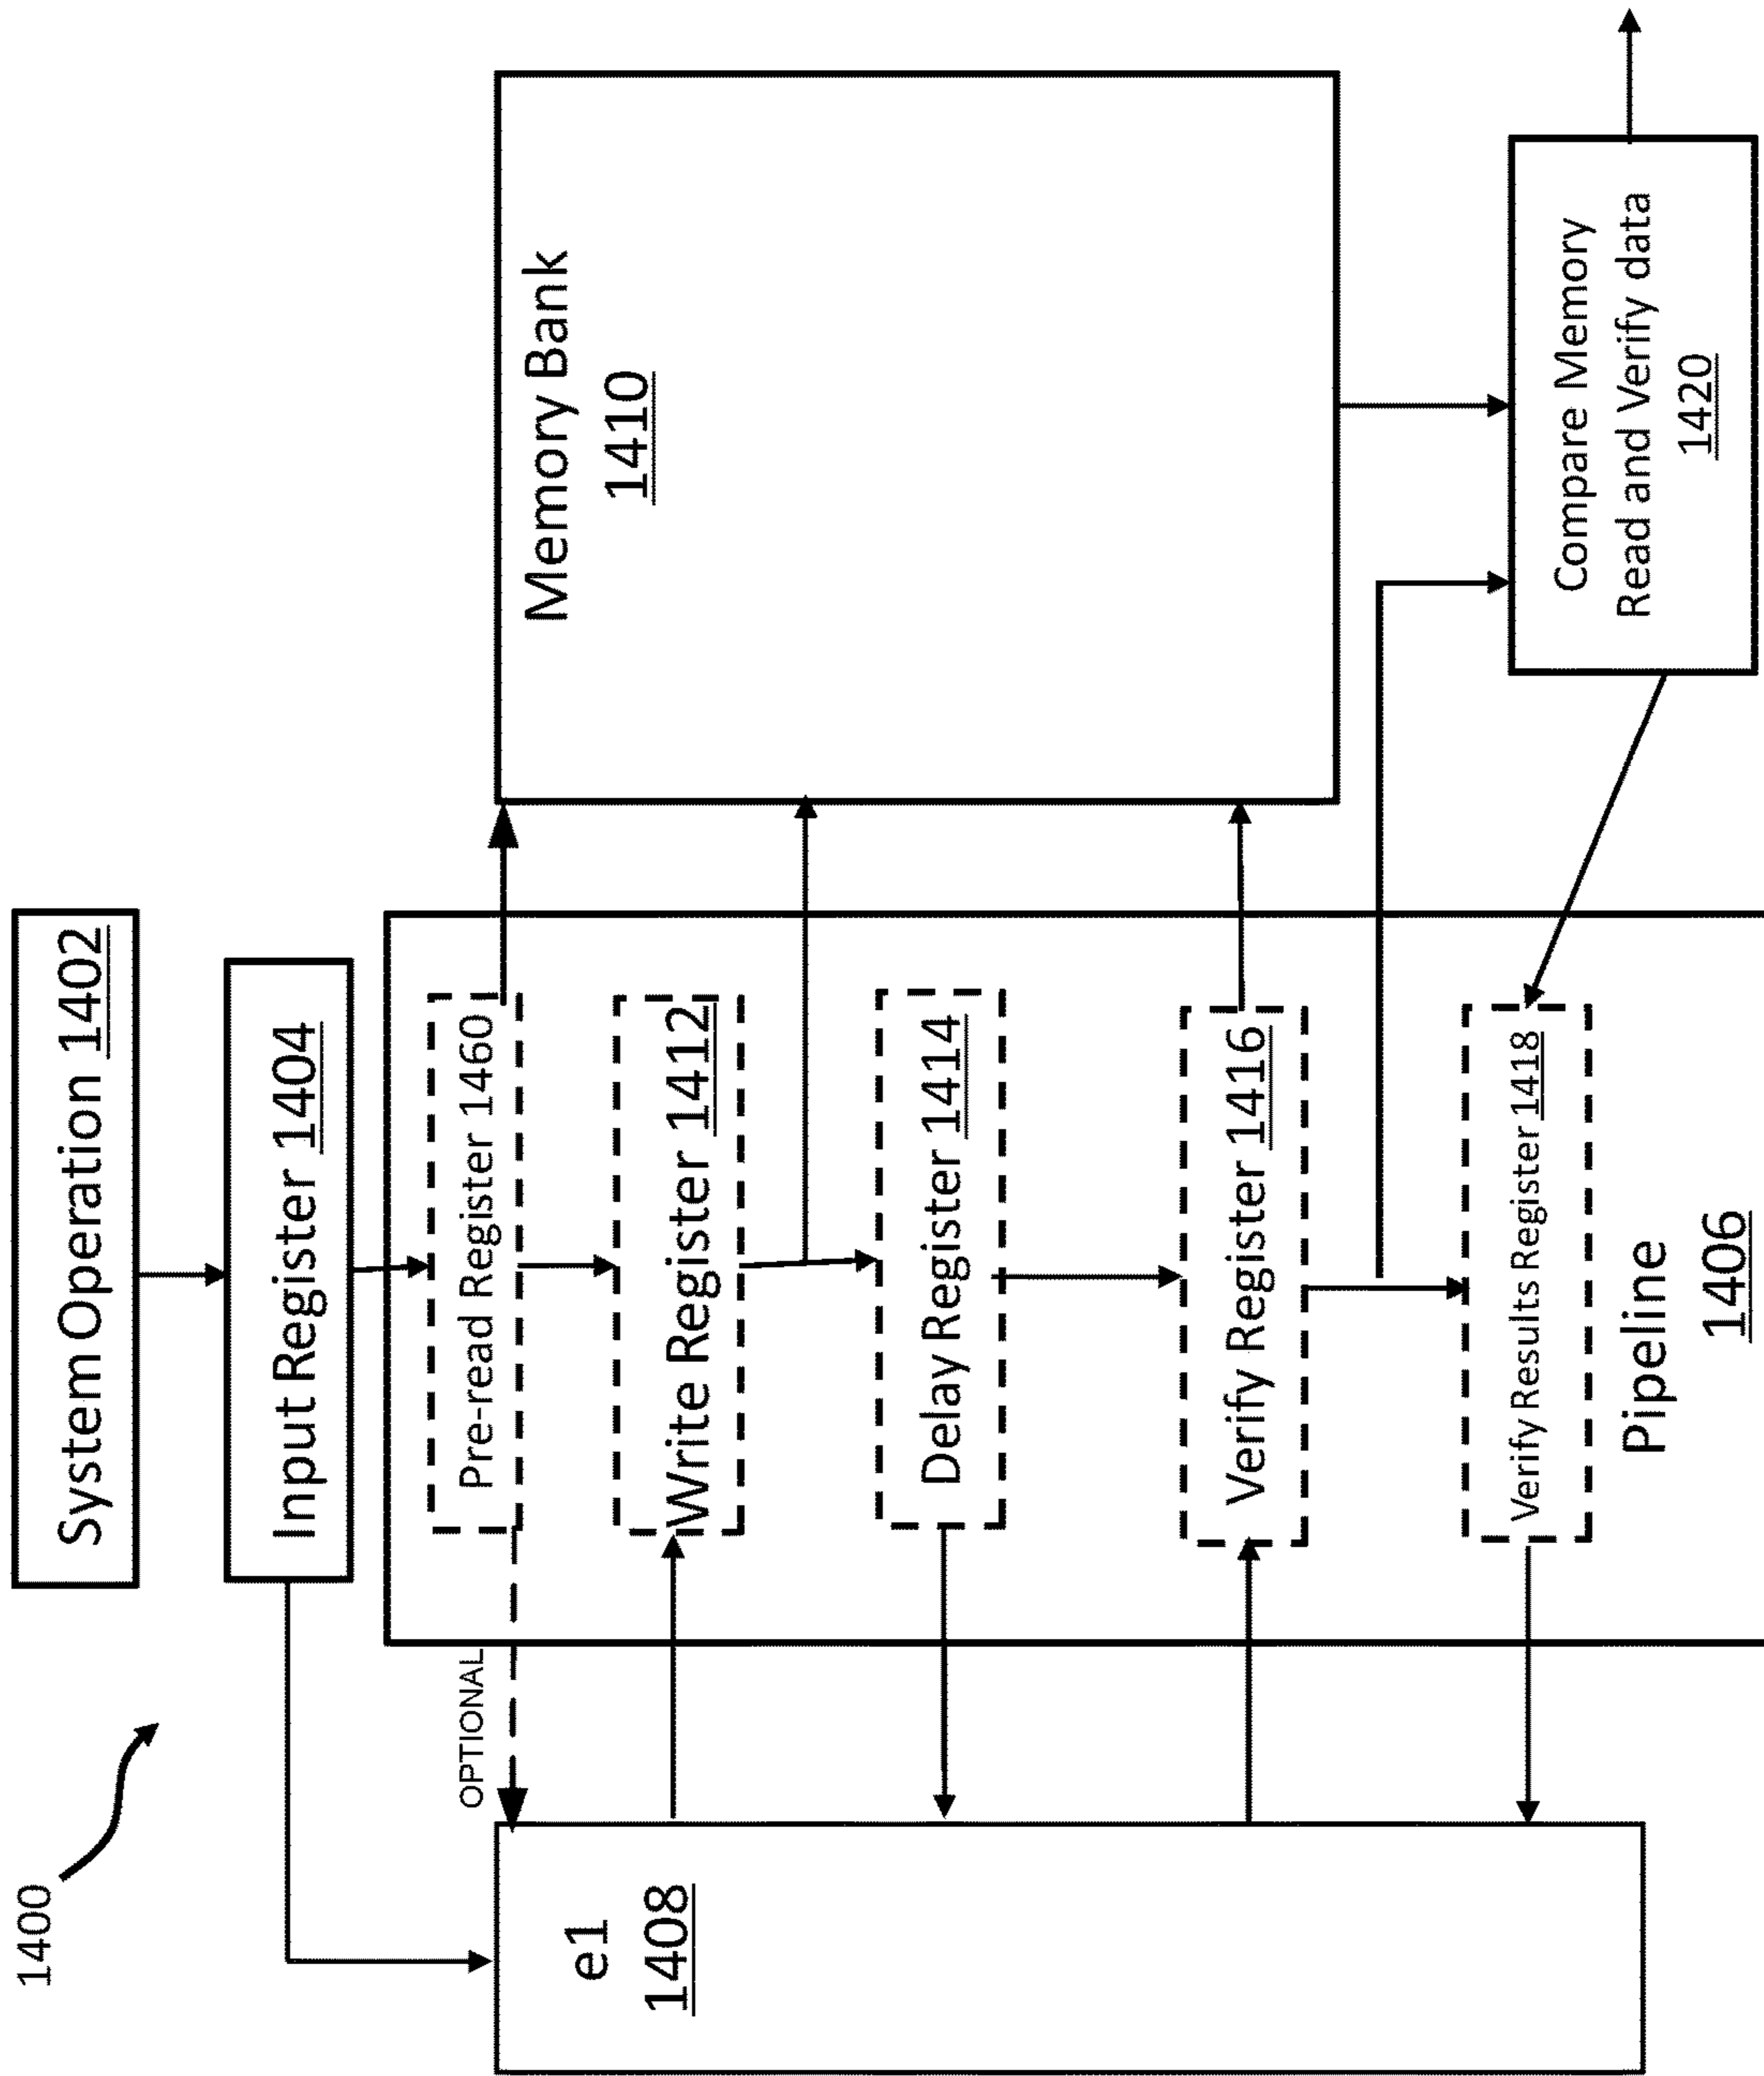 1400
System Operation 1402
Input Register 1404
OPTIONAL
Pre-read Register 1460
Write Register 1412
Delay Register 1414
Verify Register 1416
Verify Results Register 1418
Pipeline
1406
e1
1408
Memory Bank
1410
Compare Memory
Read and Verify data
1420